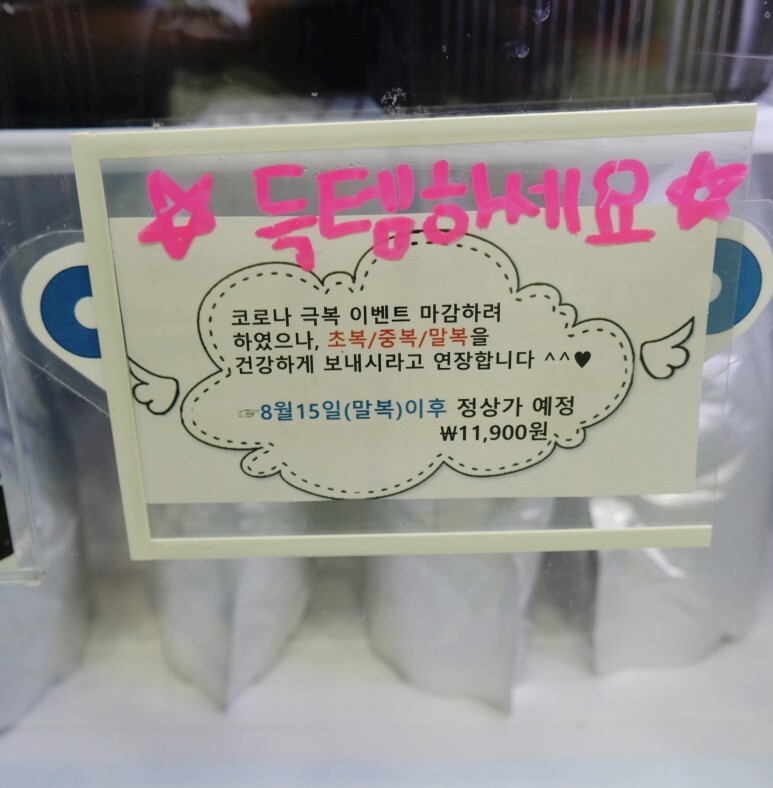 ☆ 득템하세요 ☆
코로나 극복 이벤트 마감하려
하였으나, 초복/중복/말복을
건강하게 보내시라고 연장합니다 ^^♥
☞8월15일(말복)이후 정상가 예정
₩11,900원